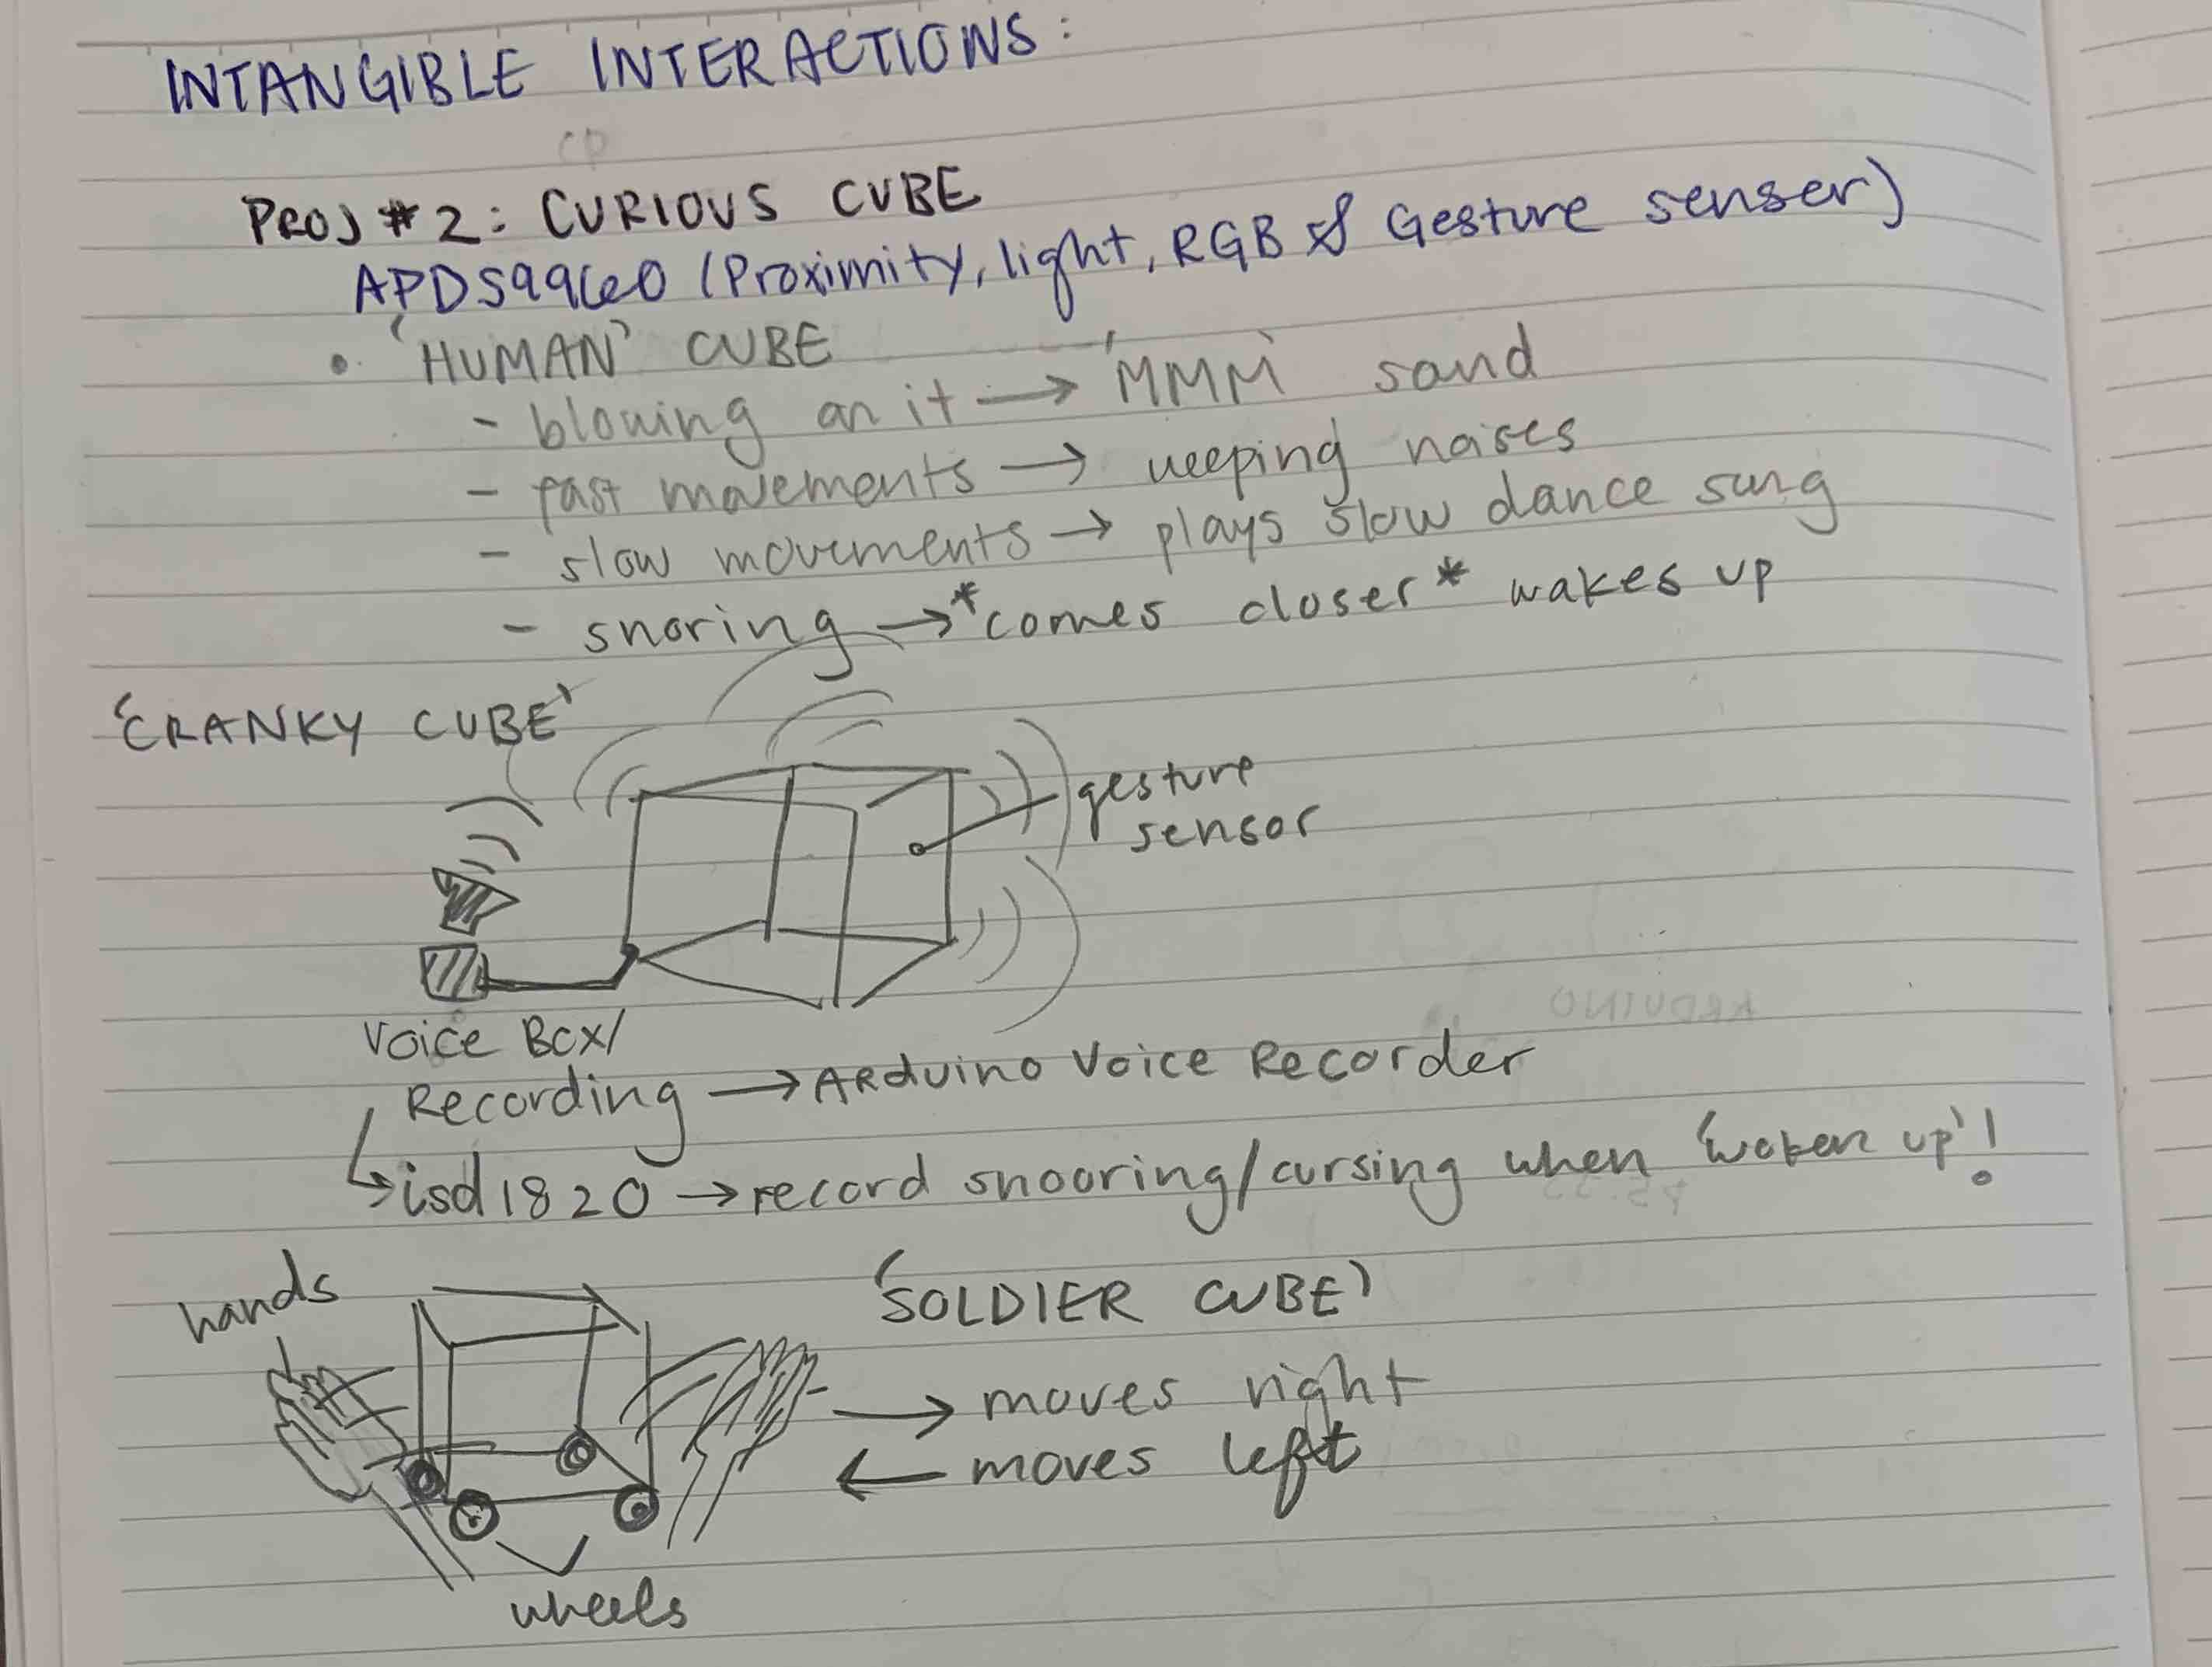 INTANGIBLE INTERACTIONS:
PROJ #2: CURIOUS CUBE
APDS9960 (Proximity, light, RGB & Gesture senser)
• 'HUMAN' CUBE
- blowing on it → 'MMM' sound
- fast movements → weeping noises
- slow movements → plays slow dance song
- snoring → *comes closer* wakes up
'CRANKY CUBE'
gesture
sensor
Voice Box/
Recording → ARduino Voice Recorder
↳ isd1820 → record snooring/cursing when 'woken up'!
hands
'SOLDIER CUBE'
→ moves right
← moves left
wheels